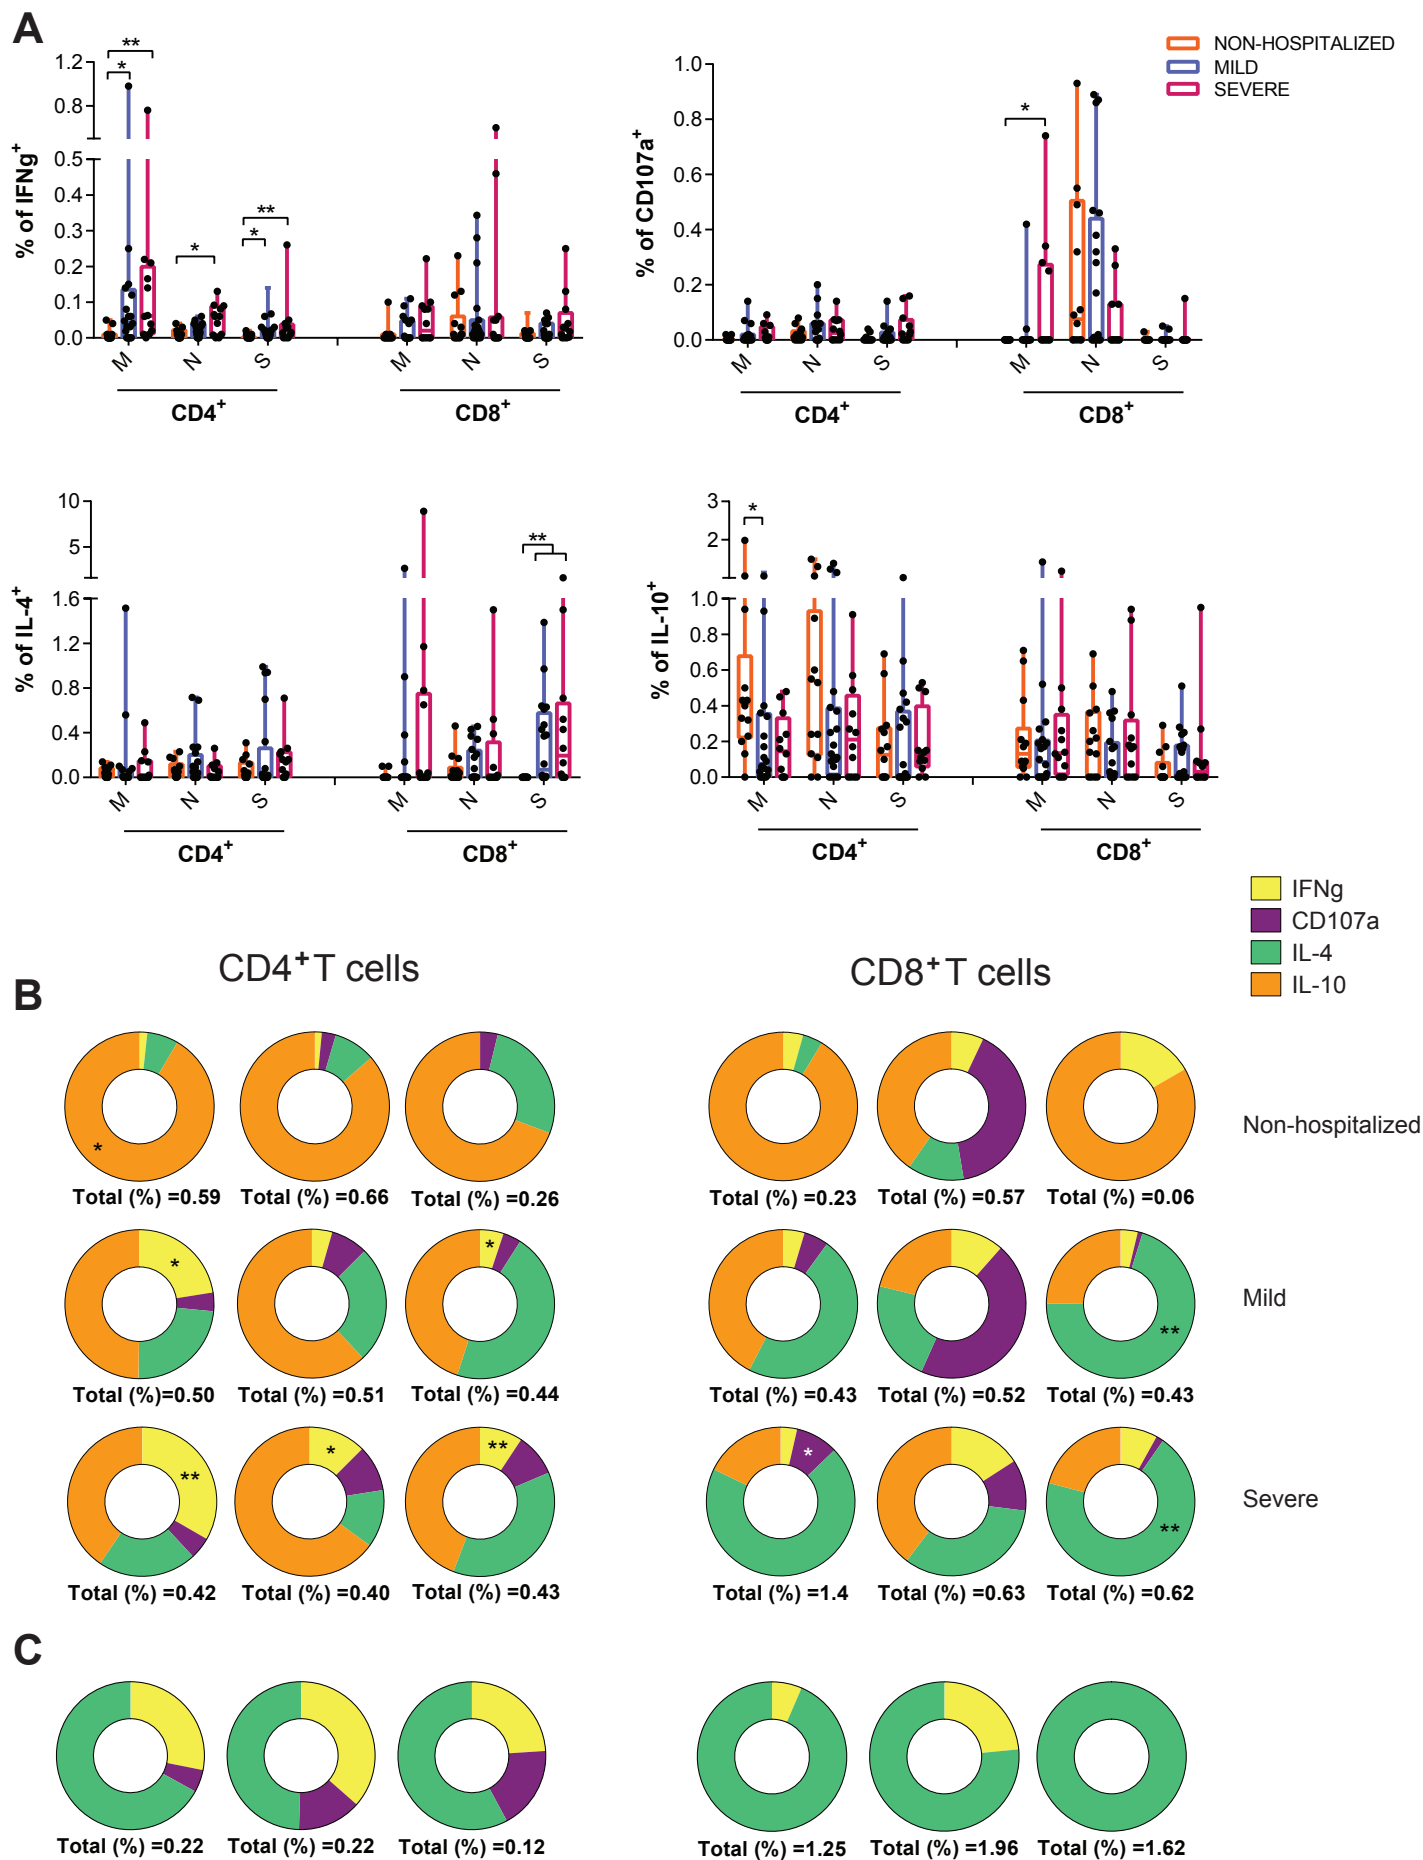 A
NON-HOSPITALIZED
MILD
SEVERE
% of IFNg+
1.2
0.8
0.5
0.4
0.3
0.2
0.1
0.0
** * * * **
M N S M N S
CD4+ CD8+
% of CD107a+
1.0
0.8
0.6
0.4
0.2
0.0
*
M N S M N S
CD4+ CD8+
% of IL-4+
10
5
1.6
1.2
0.8
0.4
0.0
**
M N S M N S
CD4+ CD8+
% of IL-10+
3
2
1.0
0.8
0.6
0.4
0.2
0.0
*
M N S M N S
CD4+ CD8+
IFNg
CD107a
IL-4
IL-10
CD4+ T cells CD8+ T cells
B
*
Non-hospitalized
Total (%) =0.59 Total (%) =0.66 Total (%) =0.26 Total (%) =0.23 Total (%) =0.57 Total (%) =0.06
* * **
Mild
Total (%)=0.50 Total (%) =0.51 Total (%) =0.44 Total (%) =0.43 Total (%) =0.52 Total (%) =0.43
** * ** * **
Severe
Total (%) =0.42 Total (%) =0.40 Total (%) =0.43 Total (%) =1.4 Total (%) =0.63 Total (%) =0.62
C
Total (%) =0.22 Total (%) =0.22 Total (%) =0.12 Total (%) =1.25 Total (%) =1.96 Total (%) =1.62